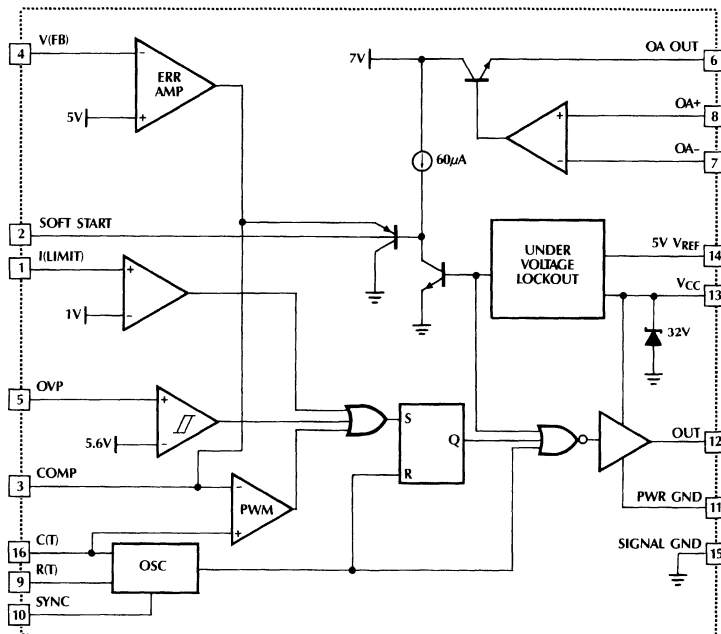 4 V(FB)
ERR AMP
5V
7V
OA OUT 6
OA+ 8
OA− 7
60µA
2 SOFT START
1 I(LIMIT)
1V
UNDER
VOLTAGE
LOCKOUT
5V VREF 14
VCC 13
32V
5 OVP
5.6V
S
Q
R
OUT 12
3 COMP
PWM
PWR GND 11
16 C(T)
9 R(T)
10 SYNC
OSC
SIGNAL GND 15
− + + − + − + − − +